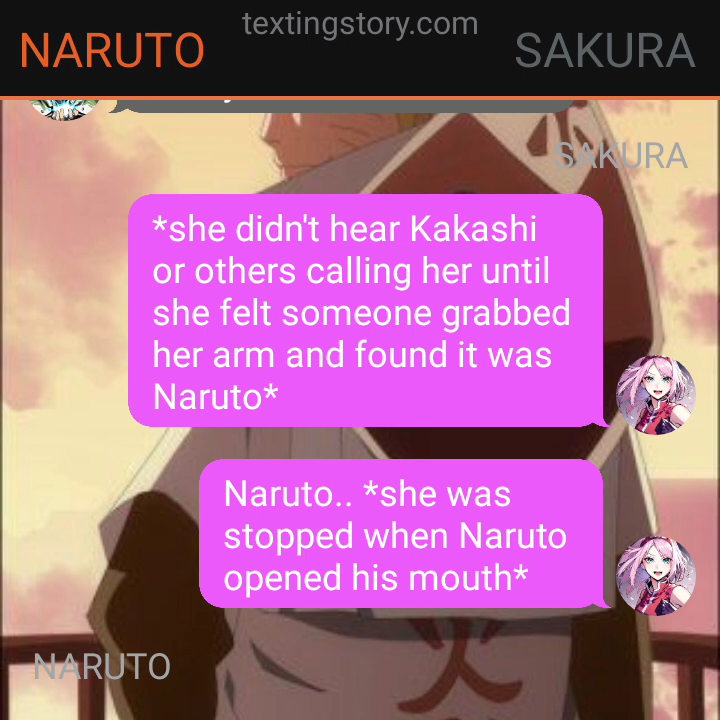 textingstory.com
NARUTO
SAKURA
SAKURA
*she didn't hear Kakashi
or others calling her until
she felt someone grabbed
her arm and found it was
Naruto*
Naruto.. *she was
stopped when Naruto
opened his mouth*
火
NARUTO